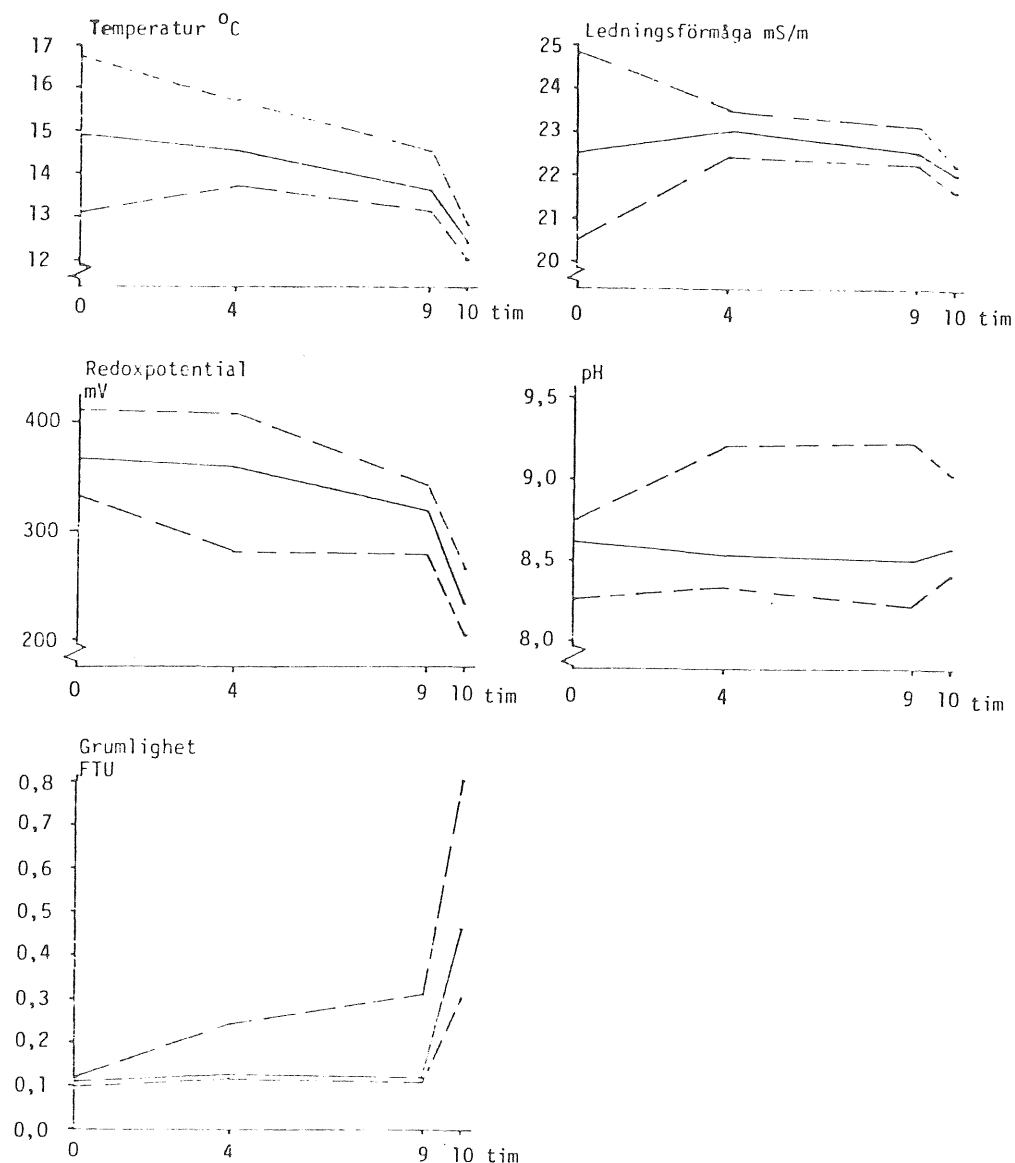 Temperatur °C
17
16
15
14
13
12
0 4 9 10 tim
Ledningsförmåga mS/m
25
24
23
22
21
20
0 4 9 10 tim
Redoxpotential
mV
400
300
200
0 4 9 10 tim
pH
9,5
9,0
8,5
8,0
0 4 9 10 tim
Grumlighet
FTU
0,8
0,7
0,6
0,5
0,4
0,3
0,2
0,1
0,0
0 4 9 10 tim